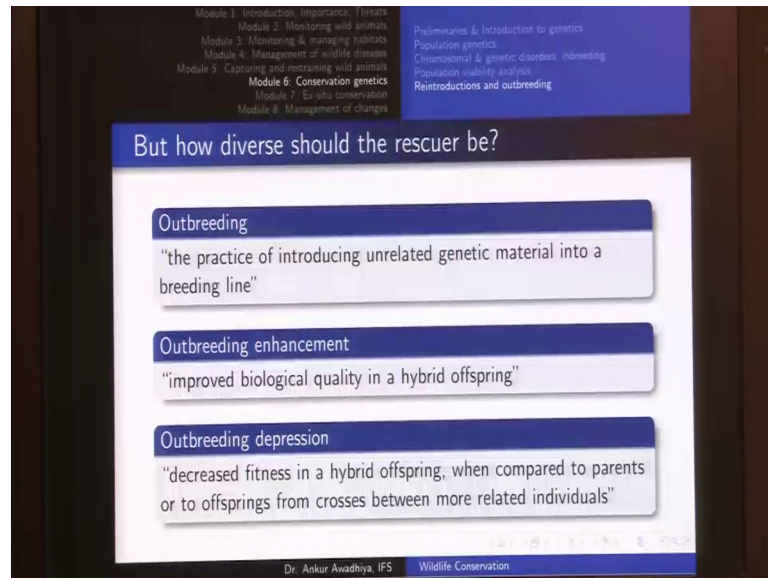 Module 1: Introduction, Importance, Threats
Module 2: Monitoring wild animals
Module 3: Monitoring & managing habitats
Module 4: Management of wildlife diseases
Module 5: Capturing and restraining wild animals
Module 6: Conservation genetics
Module 7: Ex-situ conservation
Module 8: Management of changes
Preliminaries & Introduction to genetics
Population genetics
Chromosomal & genetic disorders, inbreeding
Population viability analysis
Reintroductions and outbreeding
But how diverse should the rescuer be?
Outbreeding
“the practice of introducing unrelated genetic material into a
breeding line”
Outbreeding enhancement
“improved biological quality in a hybrid offspring”
Outbreeding depression
“decreased fitness in a hybrid offspring, when compared to parents
or to offsprings from crosses between more related individuals”
Dr. Ankur Awadhiya, IFS
Wildlife Conservation